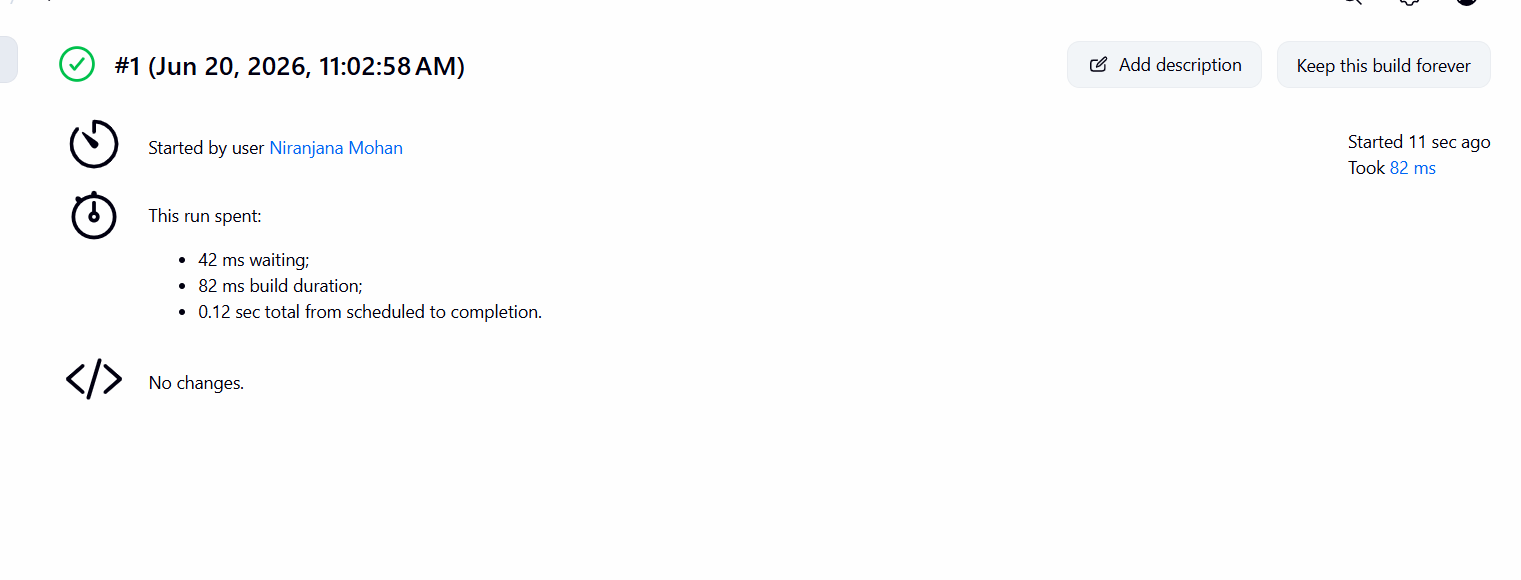 #1 (Jun 20, 2026, 11:02:58 AM)
Add description
Keep this build forever
Started by user Niranjana Mohan
Started 11 sec ago
Took 82 ms
This run spent:
42 ms waiting;
82 ms build duration;
0.12 sec total from scheduled to completion.
No changes.